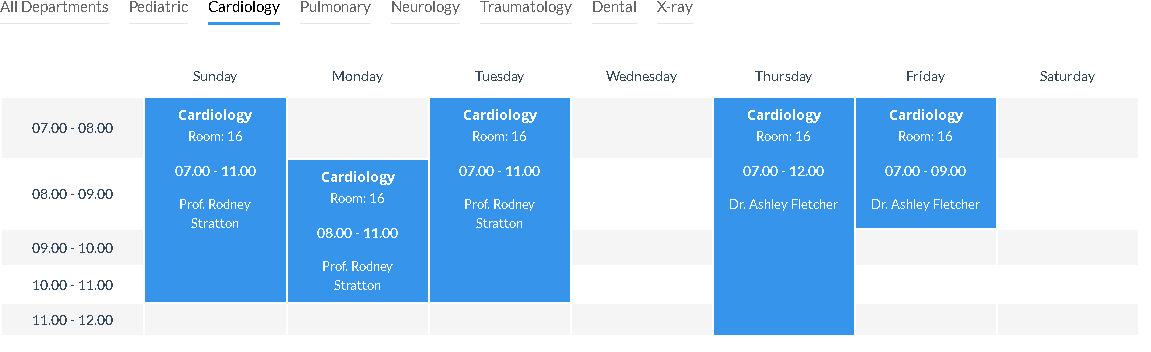 All Departments Pediatric Cardiology Pulmonary Neurology Traumatology Dental X-ray
Sunday Monday Tuesday Wednesday Thursday Friday Saturday
07.00 - 08.00
08.00 - 09.00
09.00 - 10.00
10.00 - 11.00
11.00 - 12.00
Cardiology
Room: 16
07.00 - 11.00
Prof. Rodney
Stratton
Cardiology
Room: 16
08.00 - 11.00
Prof. Rodney
Stratton
Cardiology
Room: 16
07.00 - 11.00
Prof. Rodney
Stratton
Cardiology
Room: 16
07.00 - 12.00
Dr. Ashley Fletcher
Cardiology
Room: 16
07.00 - 09.00
Dr. Ashley Fletcher